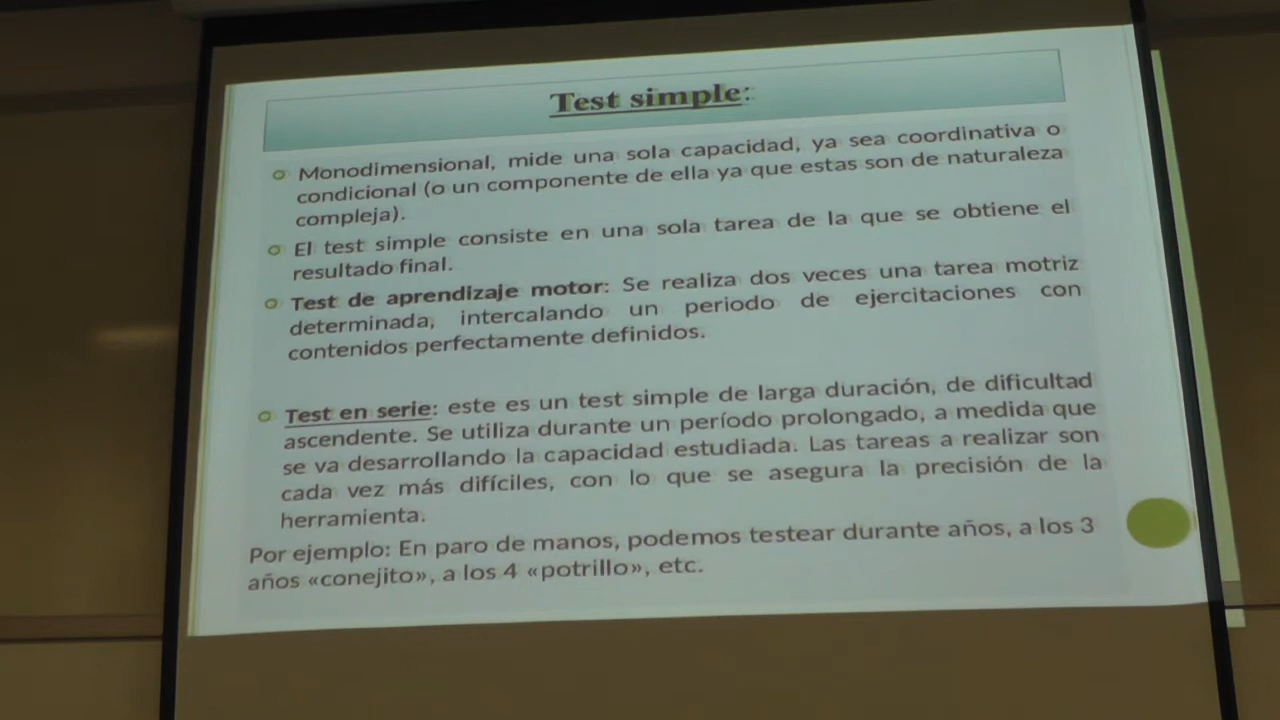 Test simple:
Monodimensional, mide una sola capacidad, ya sea coordinativa o
condicional (o un componente de ella ya que estas son de naturaleza
compleja).
El test simple consiste en una sola tarea de la que se obtiene el
resultado final.
Test de aprendizaje motor: Se realiza dos veces una tarea motriz
determinada, intercalando un periodo de ejercitaciones con
contenidos perfectamente definidos.
Test en serie: este es un test simple de larga duración, de dificultad
ascendente. Se utiliza durante un período prolongado, a medida que
se va desarrollando la capacidad estudiada. Las tareas a realizar son
cada vez más difíciles, con lo que se asegura la precisión de la
herramienta.
Por ejemplo: En paro de manos, podemos testear durante años, a los 3
años «conejito», a los 4 «potrillo», etc.